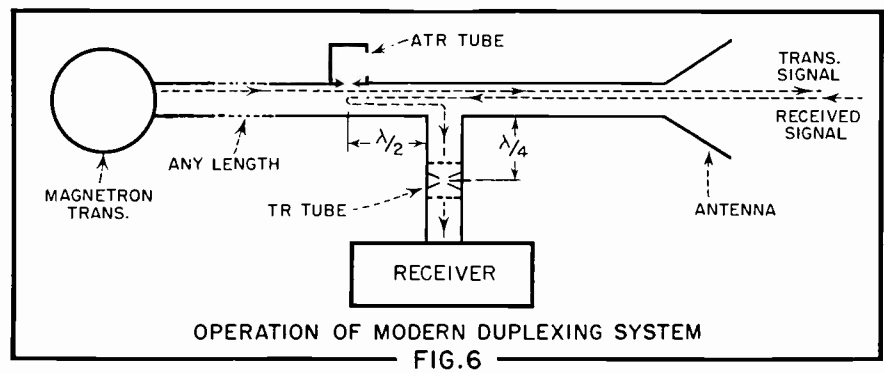 ATR TUBE
TRANS.
SIGNAL
RECEIVED
SIGNAL
ANY LENGTH
λ/2
λ/4
MAGNETRON
TRANS.
TR TUBE
ANTENNA
RECEIVER
OPERATION OF MODERN DUPLEXING SYSTEM
FIG.6